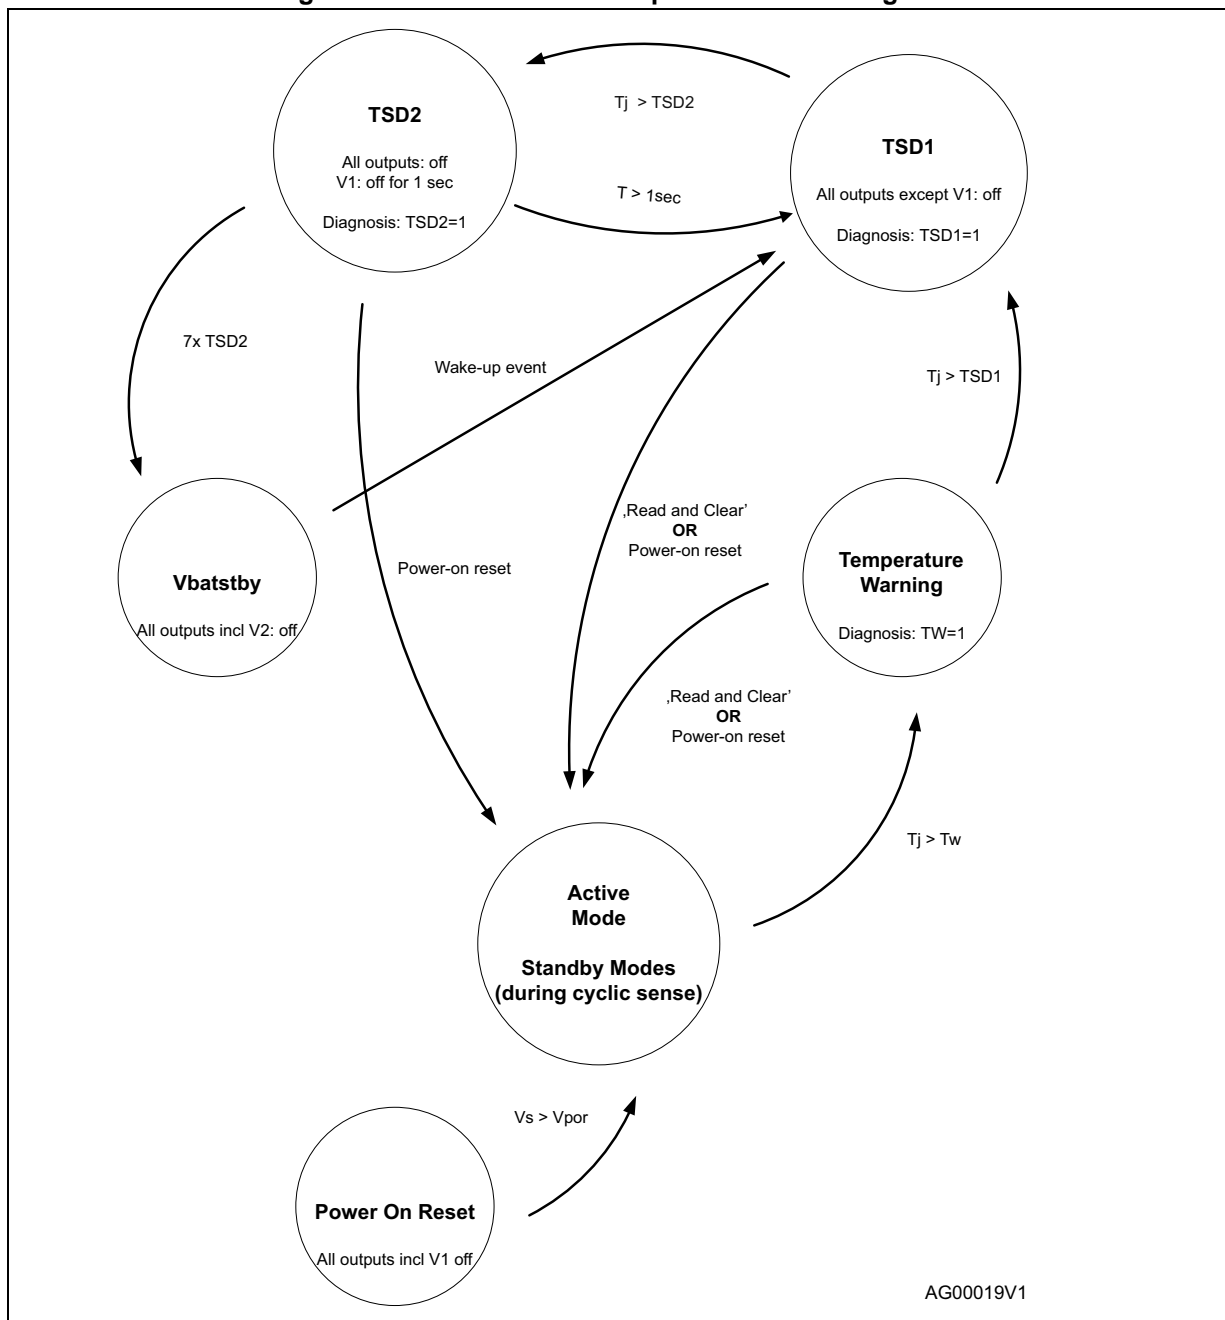 TSD2
All outputs: off
V1: off for 1 sec
Diagnosis: TSD2=1
Tj > TSD2
T > 1sec
TSD1
All outputs except V1: off
Diagnosis: TSD1=1
7x TSD2
Wake-up event
Tj > TSD1
Vbatstby
All outputs incl V2: off
Power-on reset
‚Read and Clear’
OR
Power-on reset
Temperature
Warning
Diagnosis: TW=1
‚Read and Clear’
OR
Power-on reset
Tj > Tw
Active
Mode
Standby Modes
(during cyclic sense)
Vs > Vpor
Power On Reset
All outputs incl V1 off
AG00019V1